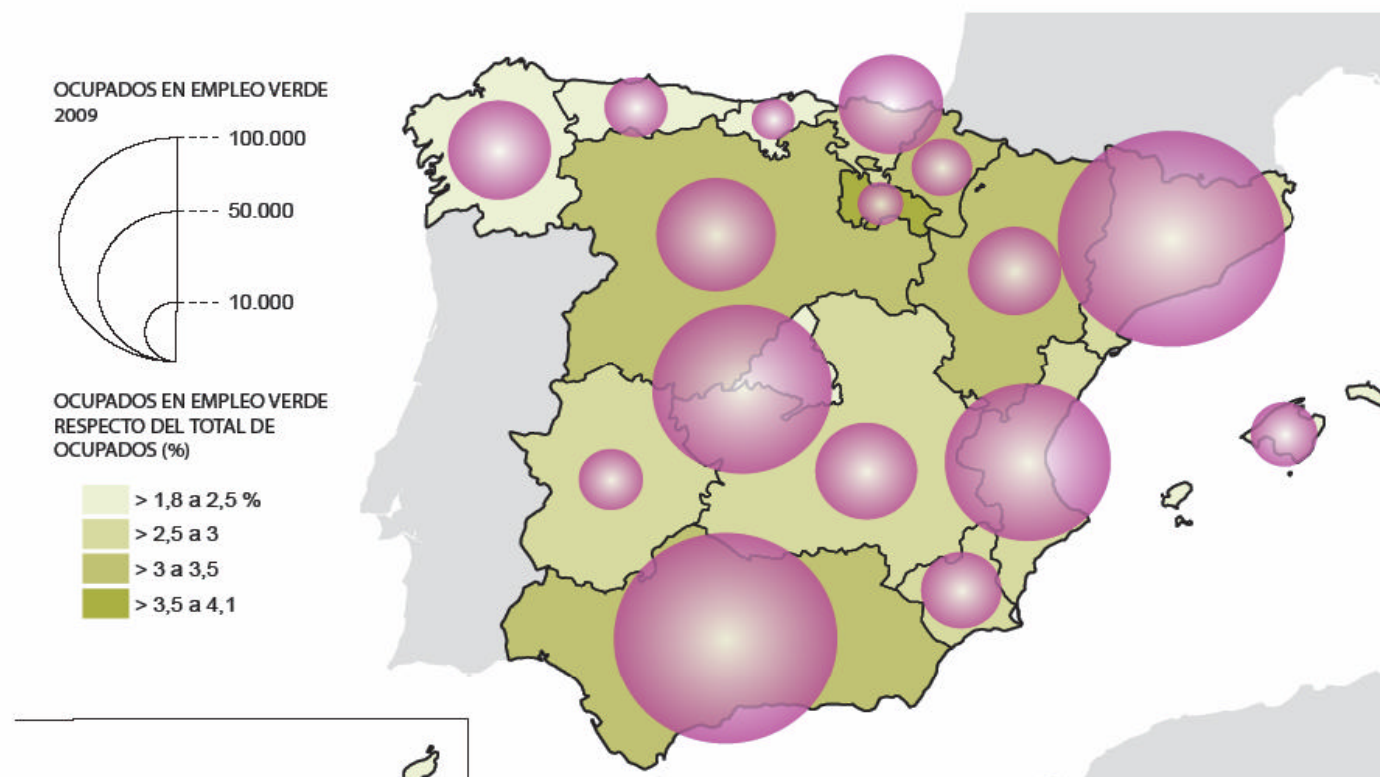 OCUPADOS EN EMPLEO VERDE
2009
100.000
50.000
10.000
OCUPADOS EN EMPLEO VERDE
RESPECTO DEL TOTAL DE
OCUPADOS (%)
> 1,8 a 2,5 %
> 2,5 a 3
> 3 a 3,5
> 3,5 a 4,1